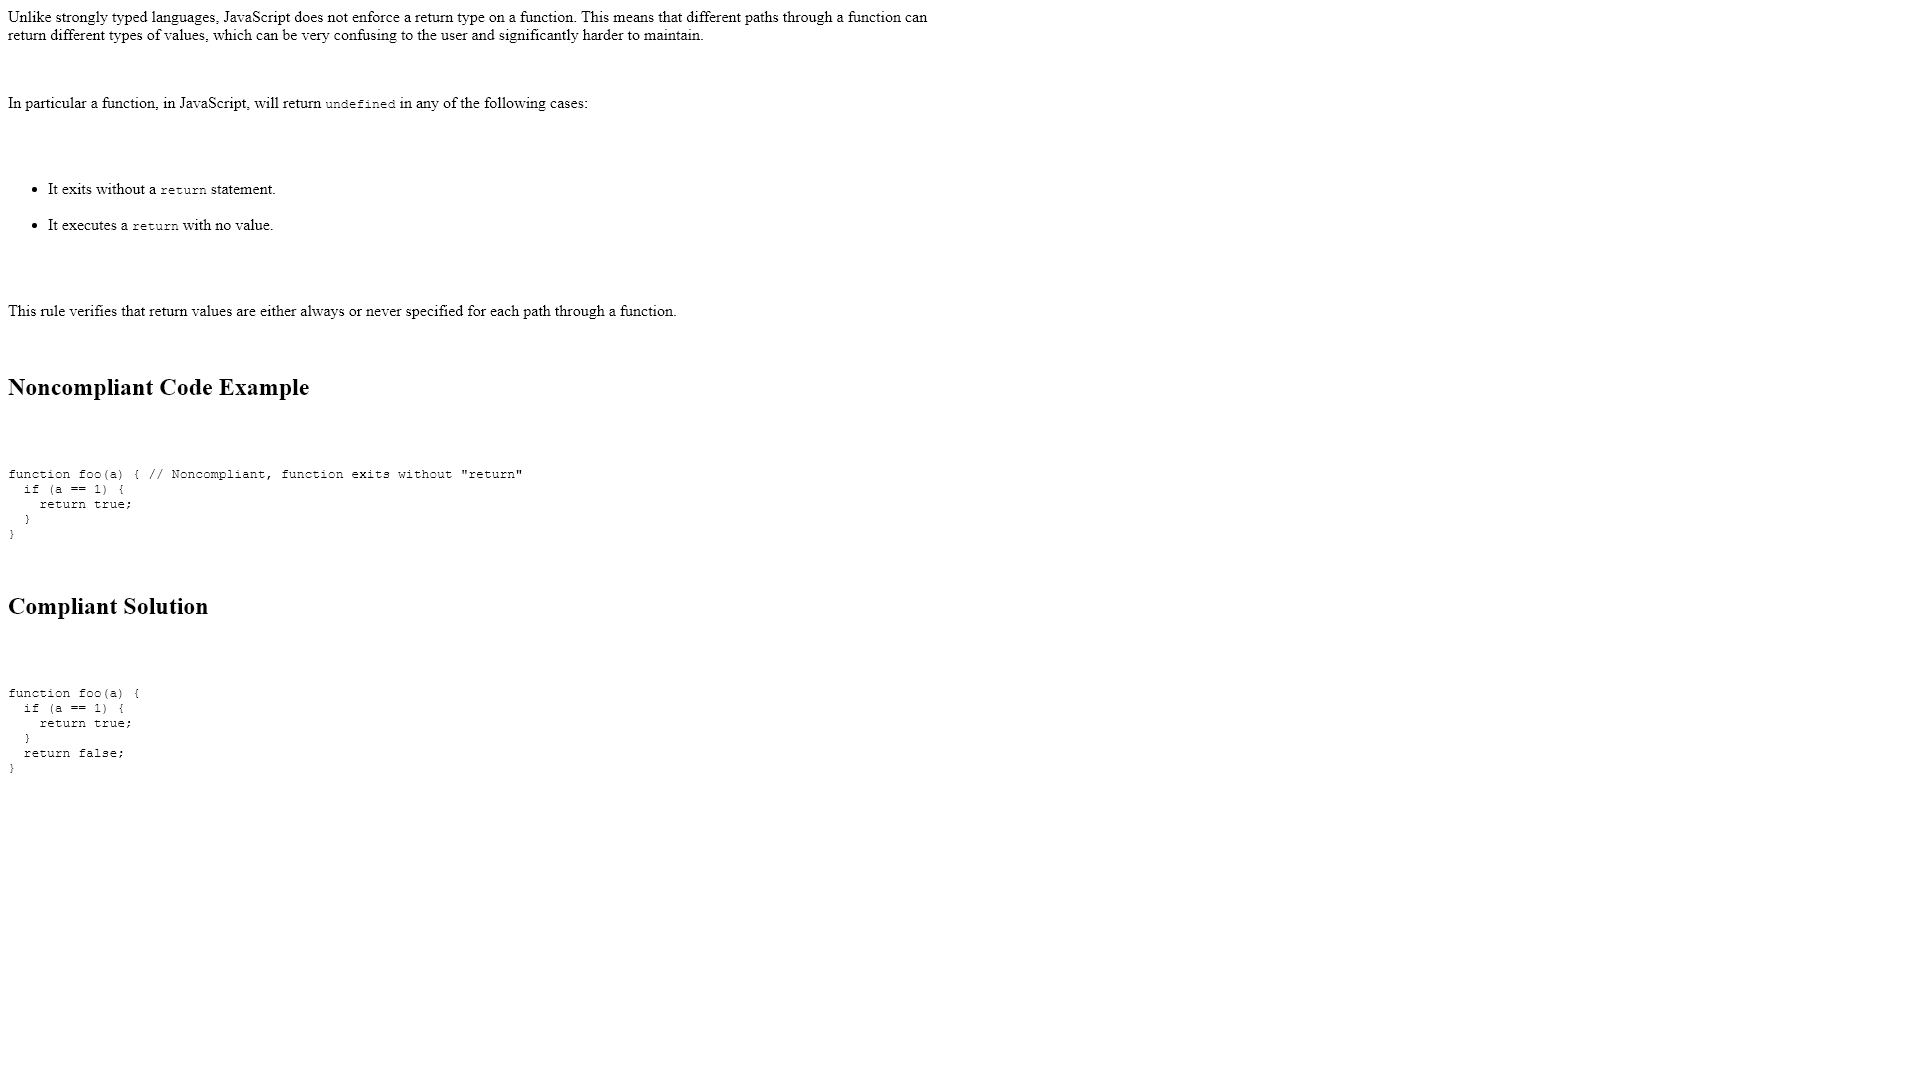 Unlike strongly typed languages, JavaScript does not enforce a return type on a function. This means that different paths through a function can
return different types of values, which can be very confusing to the user and significantly harder to maintain.
In particular a function, in JavaScript, will return undefined in any of the following cases:
• It exits without a return statement.
• It executes a return with no value.
This rule verifies that return values are either always or never specified for each path through a function.
Noncompliant Code Example
function foo(a) { // Noncompliant, function exits without "return"
  if (a == 1) {
    return true;
  }
}
Compliant Solution
function foo(a) {
  if (a == 1) {
    return true;
  }
  return false;
}